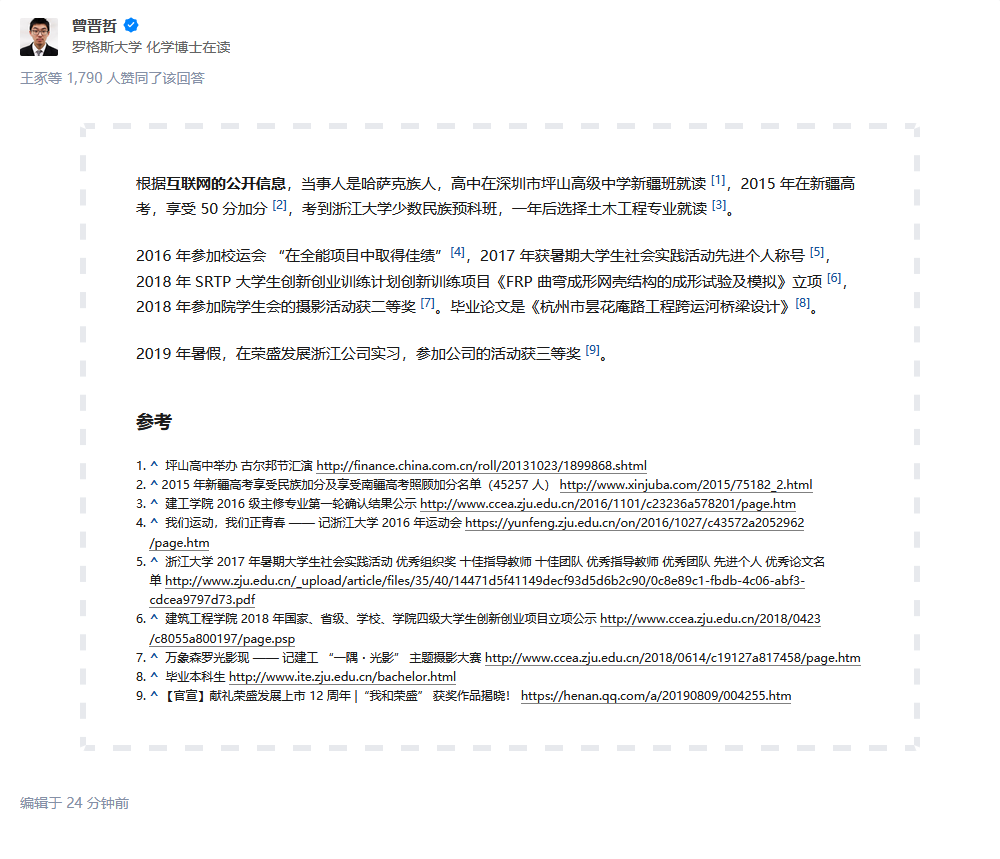 曾晋哲
罗格斯大学 化学博士在读
王家等 1,790 人赞同了该回答
根据互联网的公开信息，当事人是哈萨克族人，高中在深圳市坪山高级中学新疆班就读 [1]，2015 年在新疆高
考，享受 50 分加分 [2]，考到浙江大学少数民族预科班，一年后选择土木工程专业就读 [3]。
2016 年参加校运会 “在全能项目中取得佳绩” [4]，2017 年获暑期大学生社会实践活动先进个人称号 [5]，
2018 年 SRTP 大学生创新创业训练计划创新训练项目《FRP 曲弯成形网壳结构的成形试验及模拟》立项 [6]，
2018 年参加院学生会的摄影活动获二等奖 [7]。毕业论文是《杭州市昙花庵路工程跨运河桥梁设计》[8]。
2019 年暑假，在荣盛发展浙江公司实习，参加公司的活动获三等奖 [9]。
参考
1. ^ 坪山高中举办 古尔邦节汇演 http://finance.china.com.cn/roll/20131023/1899868.shtml
2. ^ 2015 年新疆高考享受民族加分及享受南疆高考照顾加分名单（45257 人） http://www.xinjuba.com/2015/75182_2.html
3. ^ 建工学院 2016 级主修专业第一轮确认结果公示 http://www.ccea.zju.edu.cn/2016/1101/c23236a578201/page.htm
4. ^ 我们运动，我们正青春 —— 记浙江大学 2016 年运动会 https://yunfeng.zju.edu.cn/on/2016/1027/c43572a2052962
/page.htm
5. ^ 浙江大学 2017 年暑期大学生社会实践活动 优秀组织奖 十佳指导教师 十佳团队 优秀指导教师 优秀团队 先进个人 优秀论文名
单 http://www.zju.edu.cn/_upload/article/files/35/40/14471d5f41149decf93d5d6b2c90/0c8e89c1-fbdb-4c06-abf3-
cdcea9797d73.pdf
6. ^ 建筑工程学院 2018 年国家、省级、学校、学院四级大学生创新创业项目立项公示 http://www.ccea.zju.edu.cn/2018/0423
/c8055a800197/page.psp
7. ^ 万象森罗光影现 —— 记建工 “一隅・光影” 主题摄影大赛 http://www.ccea.zju.edu.cn/2018/0614/c19127a817458/page.htm
8. ^ 毕业本科生 http://www.ite.zju.edu.cn/bachelor.html
9. ^ 【官宣】献礼荣盛发展上市 12 周年 |“我和荣盛” 获奖作品揭晓！ https://henan.qq.com/a/20190809/004255.htm
编辑于 24 分钟前